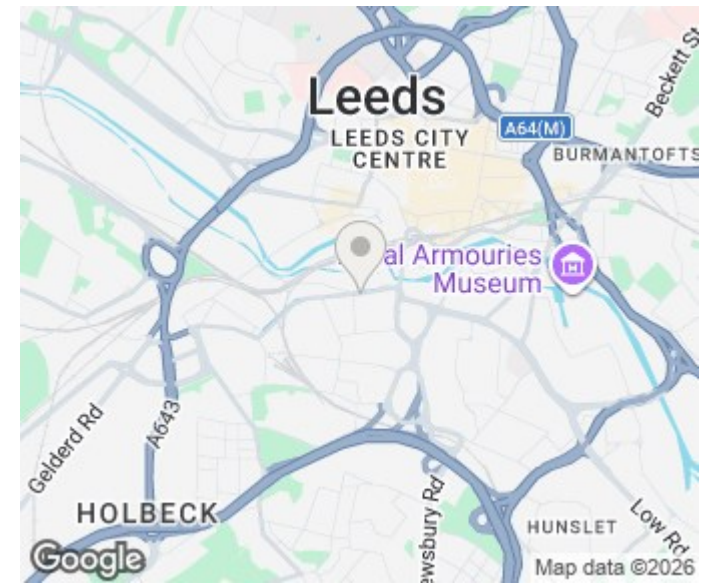 Leeds
LEEDS CITY
CENTRE
A64(M)
Beckett St
BURMANTOFTS
al Armouries
Museum
Gelderd Rd
A643
HOLBECK
ewsbury Rd
HUNSLET
Low Rd
Google
Map data ©2026